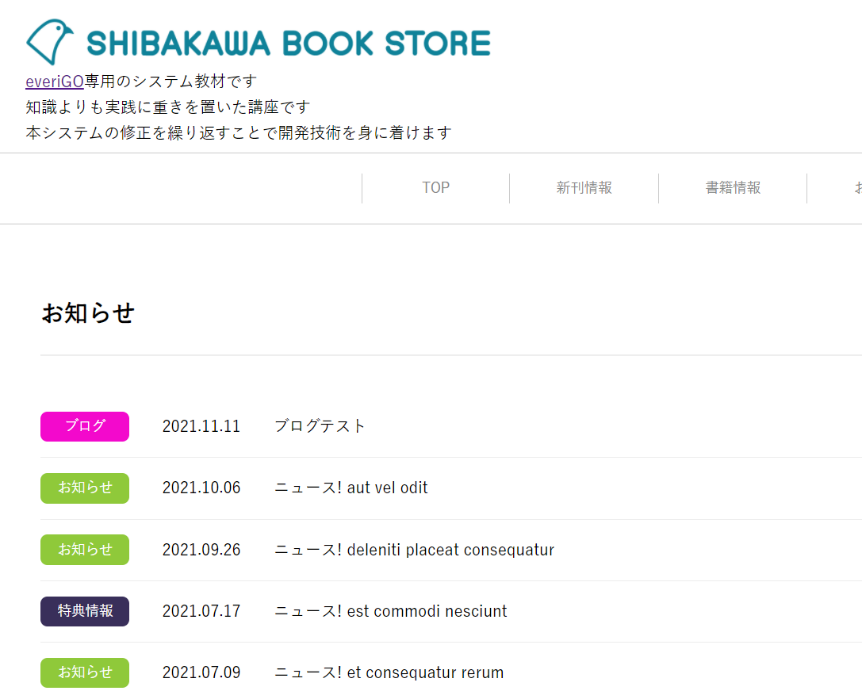 SHIBAKAWA BOOK STORE
everiGO専用のシステム教材です
知識よりも実践に重きを置いた講座です
本システムの修正を繰り返すことで開発技術を身に着けます
TOP 新刊情報 書籍情報 お
お知らせ
ブログ 2021.11.11 ブログテスト
お知らせ 2021.10.06 ニュース! aut vel odit
お知らせ 2021.09.26 ニュース! deleniti placeat consequatur
特典情報 2021.07.17 ニュース! est commodi nesciunt
お知らせ 2021.07.09 ニュース! et consequatur rerum